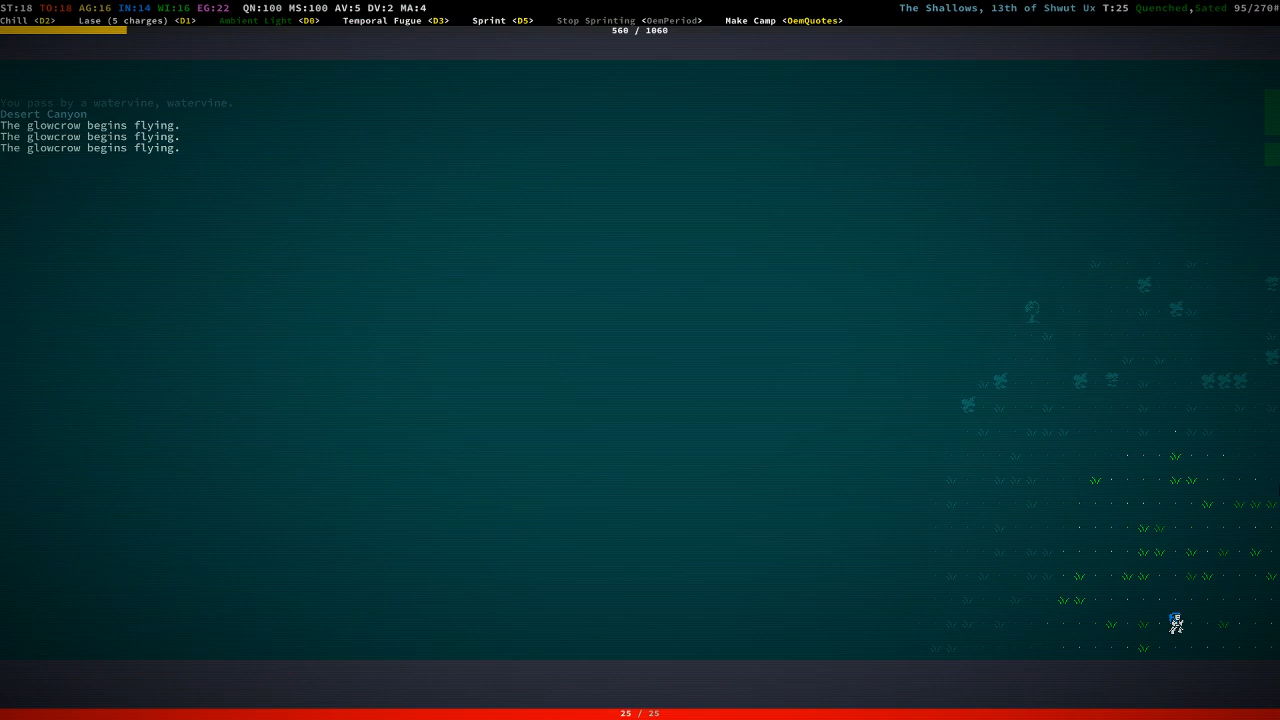 ST:18 TO:18 AG:16 IN:14 WI:16 EG:22 QN:100 MS:100 AV:5 DV:2 MA:4 The Shallows, 13th of Shwut Ux T:25 Quenched,Sated 95/270#
Chill <D2> Lase (5 charges) <D1> Ambient Light <D0> Temporal Fugue <D3> Sprint <D5> Stop Sprinting <OemPeriod> Make Camp <OemQuotes>
560 / 1060
You pass by a watervine, watervine.
Desert Canyon
The glowcrow begins flying.
The glowcrow begins flying.
The glowcrow begins flying.
25 / 25